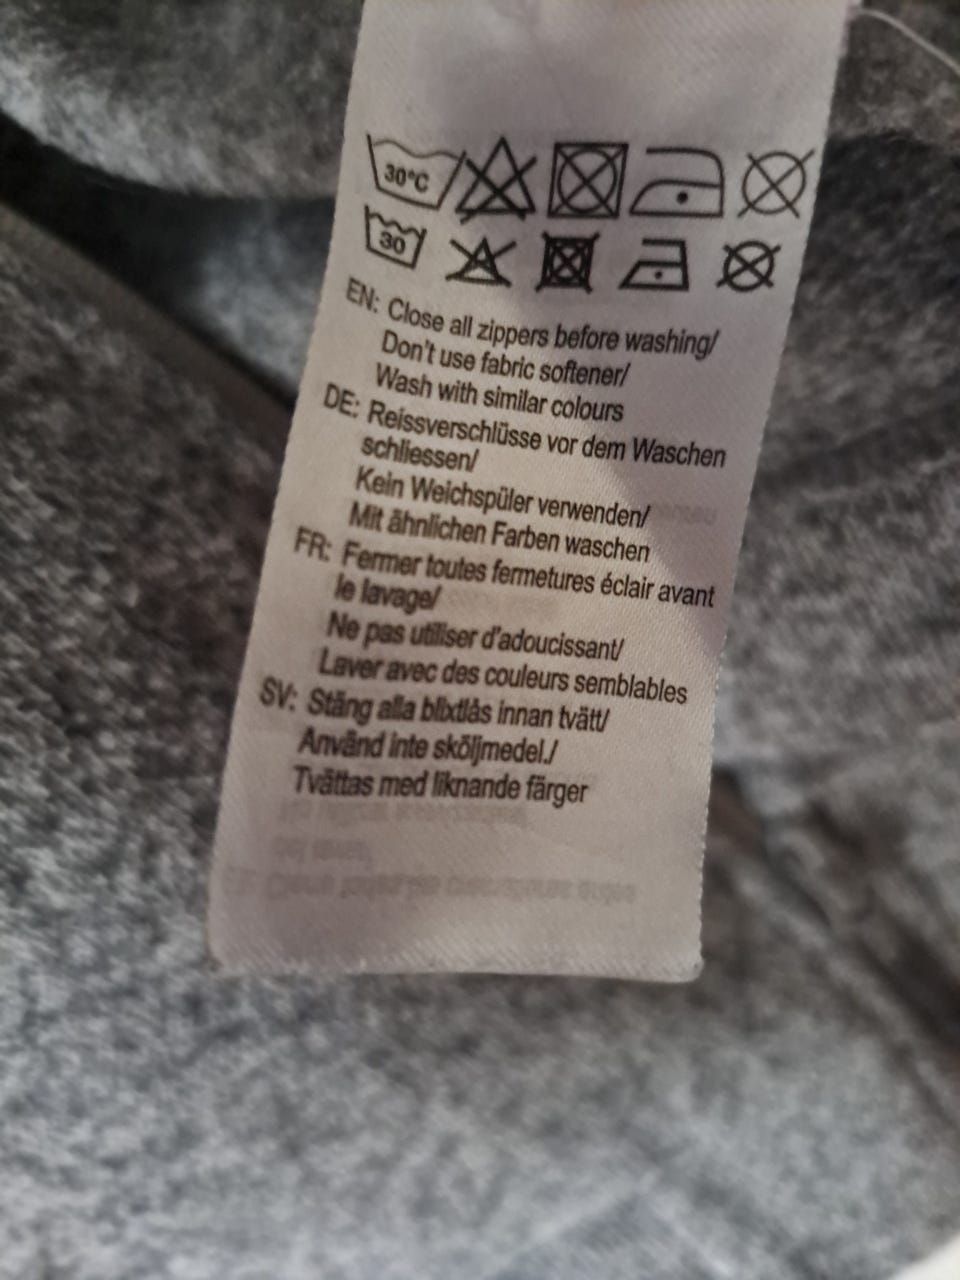 30°C
30
EN: Close all zippers before washing/
Don't use fabric softener/
Wash with similar colours
DE: Reissverschlüsse vor dem Waschen
schliessen/
Kein Weichspüler verwenden/
Mit ähnlichen Farben waschen
FR: Fermer toutes fermetures éclair avant
le lavage/
Ne pas utiliser d'adoucissant/
Laver avec des couleurs semblables
SV: Stäng alla blixtlås innan tvätt/
Använd inte sköljmedel./
Tvättas med liknande färger